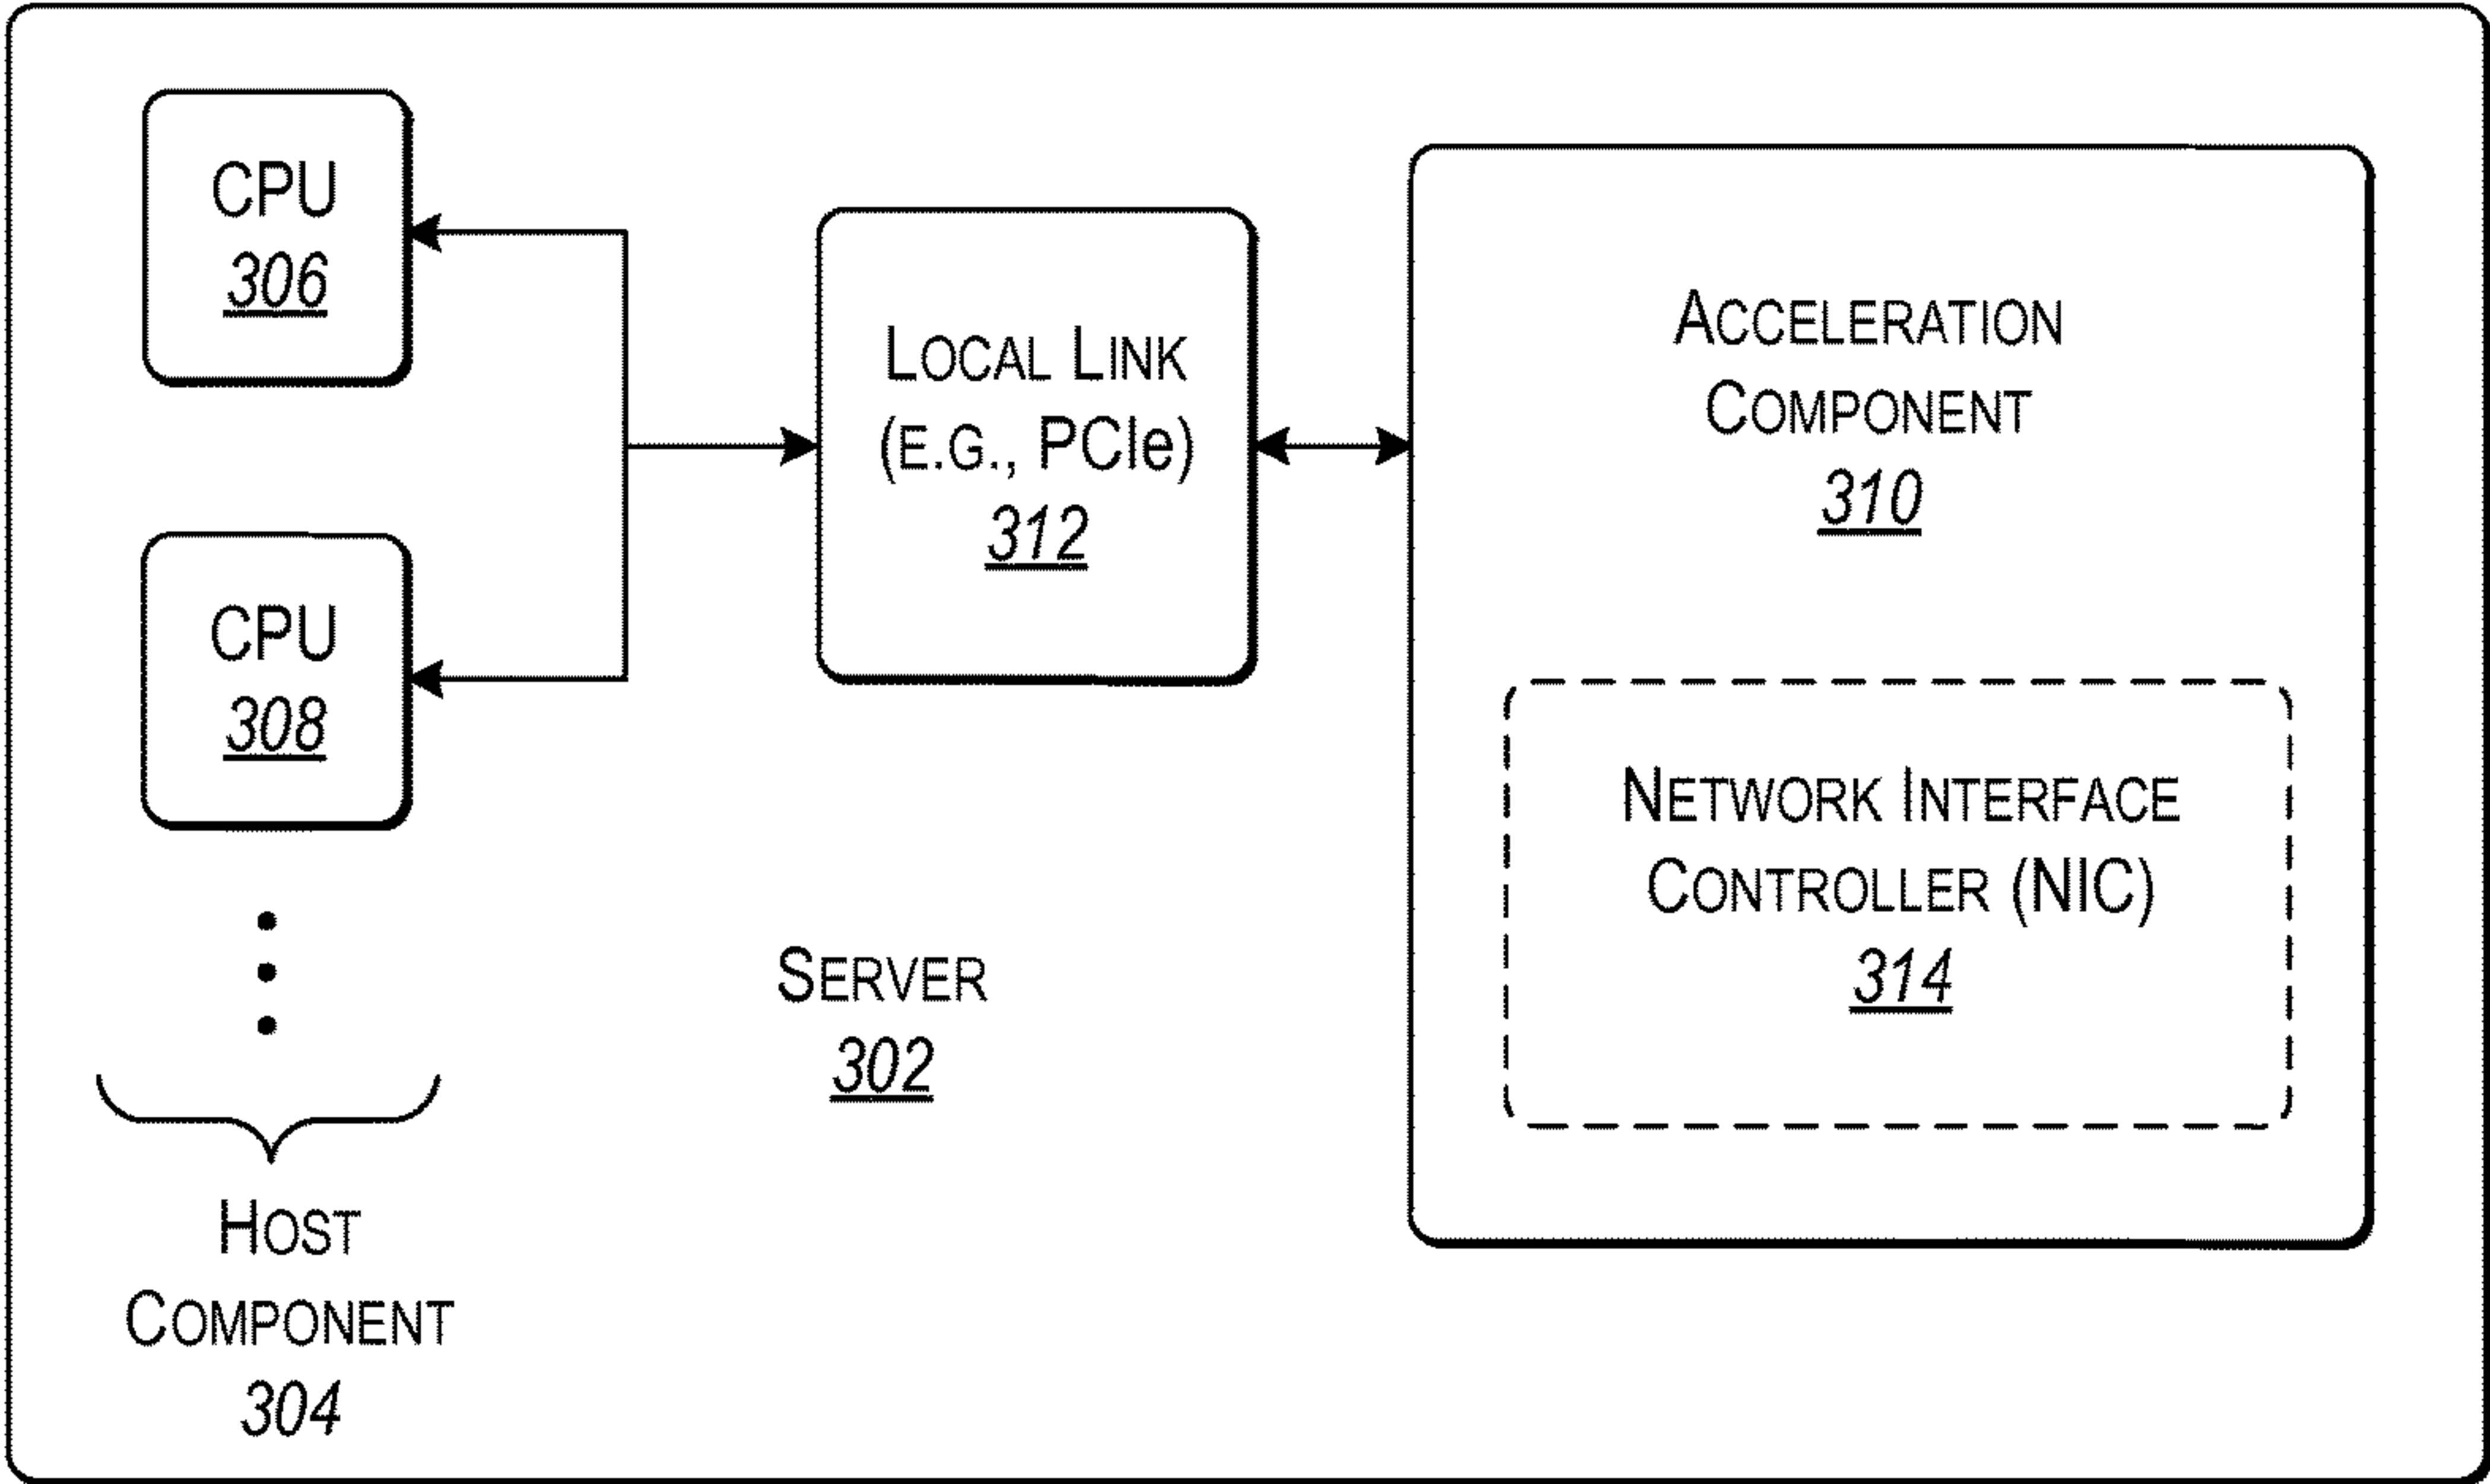 CPU
306
CPU
308
HOST
COMPONENT
304
LOCAL LINK
(E.G., PCIe)
312
SERVER
302
ACCELERATION
COMPONENT
310
NETWORK INTERFACE
CONTROLLER (NIC)
314